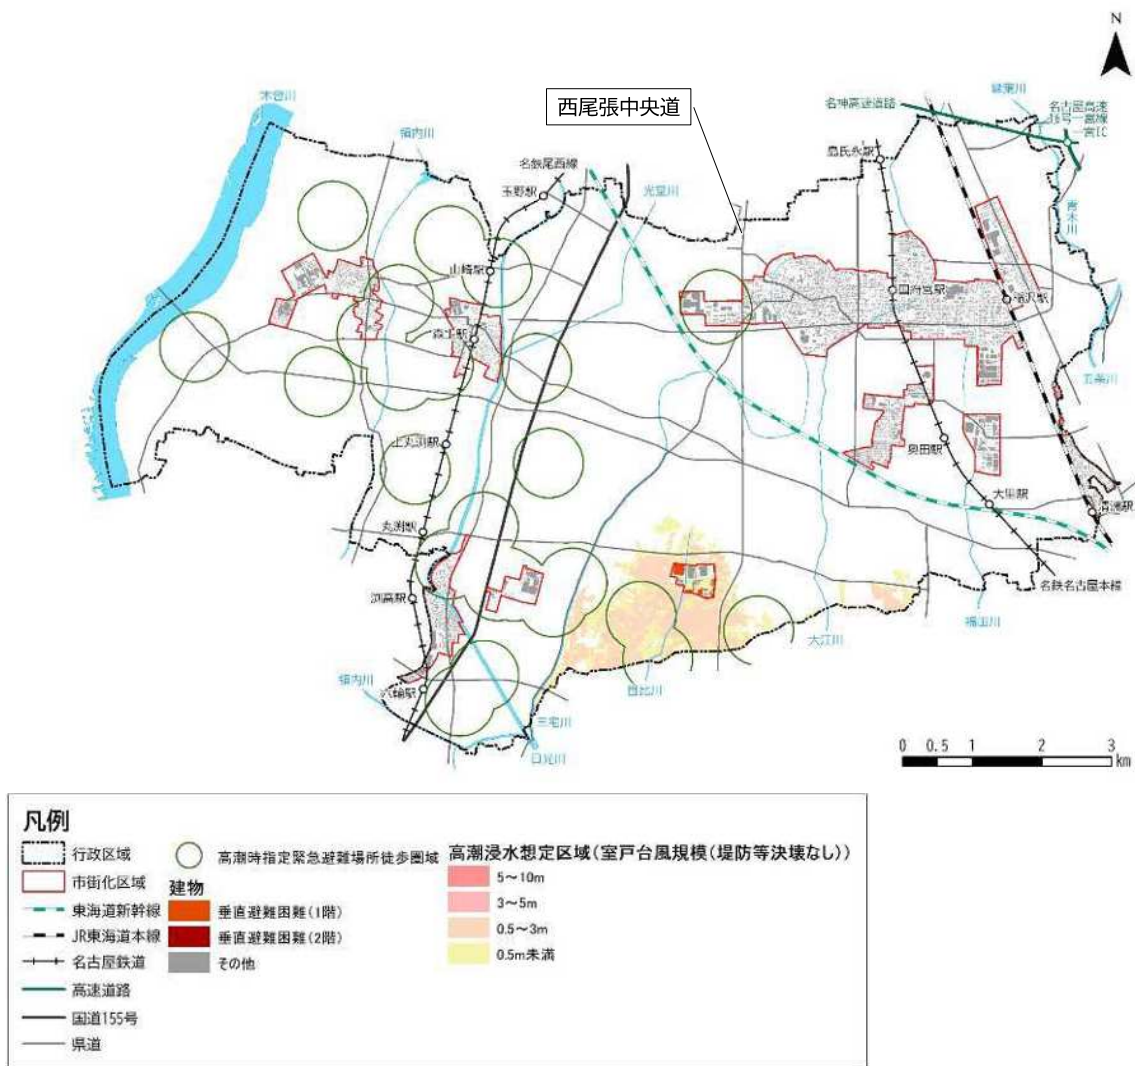 N
木曽川
西尾張中央道
名神高速道路
名古屋高速
16号一宮線
一宮IC
領内川
名鉄尾西線
玉野駅
光堂川
島氏永駅
青木川
山崎駅
国府宮駅
稲沢駅
森上駅
五条川
上丸渕駅
奥田駅
大里駅
清洲駅
丸渕駅
渕高駅
名鉄名古屋本線
福田川
大江川
領内川
六輪駅
目比川
三宅川
日光川
0 0.5 1 2 3
km
凡例
行政区域
市街化区域
東海道新幹線
JR東海道本線
名古屋鉄道
高速道路
国道155号
県道
高潮時指定緊急避難場所徒歩圏域
建物
垂直避難困難(1階)
垂直避難困難(2階)
その他
高潮浸水想定区域(室戸台風規模(堤防等決壊なし))
5～10m
3～5m
0.5～3m
0.5m未満